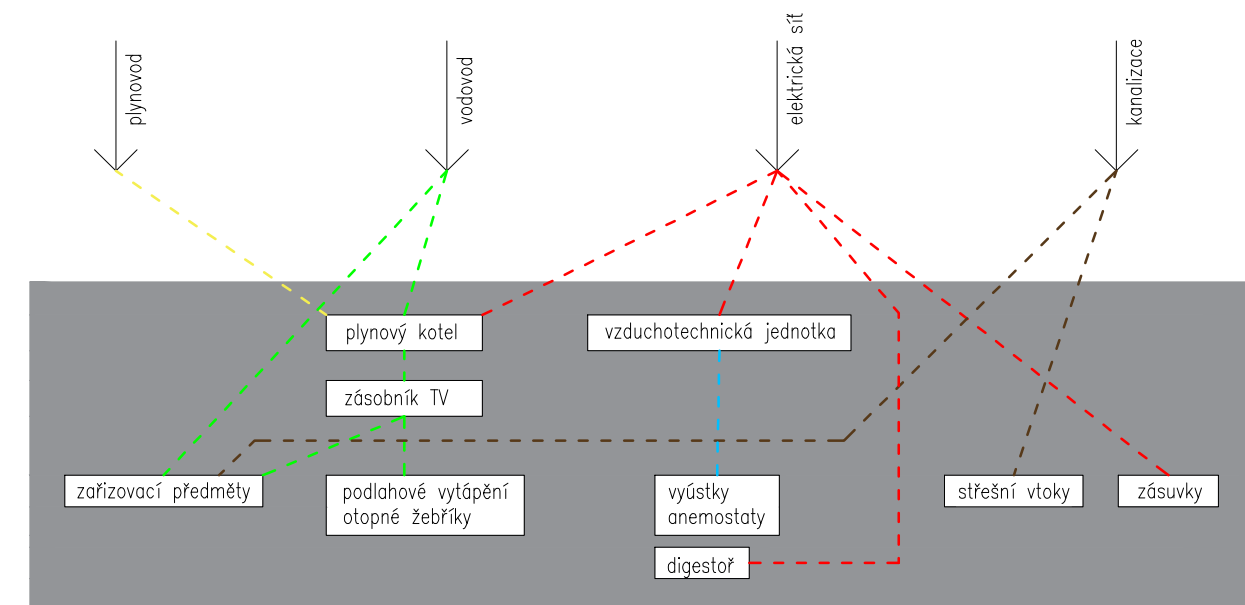 plynovod
vodovod
elektrická síť
kanalizace
plynový kotel
vzduchotechnická jednotka
zásobník TV
zařizovací předměty
podlahové vytápění
otopné žebříky
vyústky
anemostaty
střešní vtoky
zásuvky
digestoř